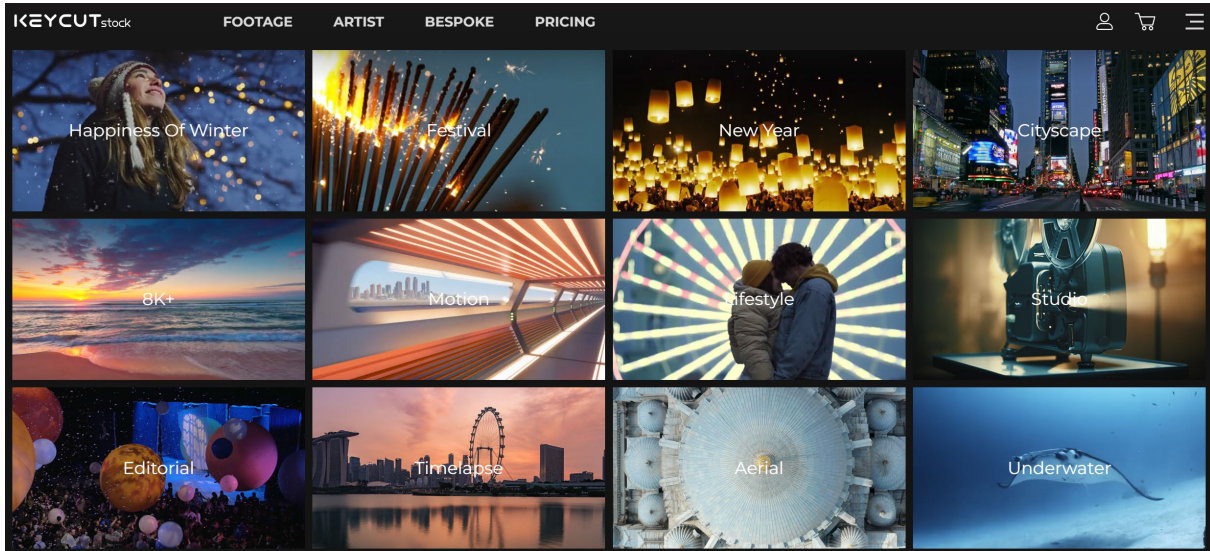 KEYCUTstock
FOOTAGE ARTIST BESPOKE PRICING
Happiness Of Winter
Festival
New Year
Cityscape
8K+
Motion
Lifestyle
Studio
Editorial
Timelapse
Aerial
Underwater